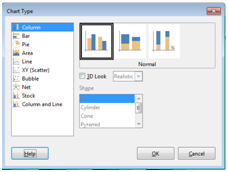 Chart Type
Column
Bar
Pie
Area
Line
XY (Scatter)
Bubble
Net
Stock
Column and Line
Normal
3D Look
Realistic
Shape
Cylinder
Cone
Pyramid
Help
OK
Cancel